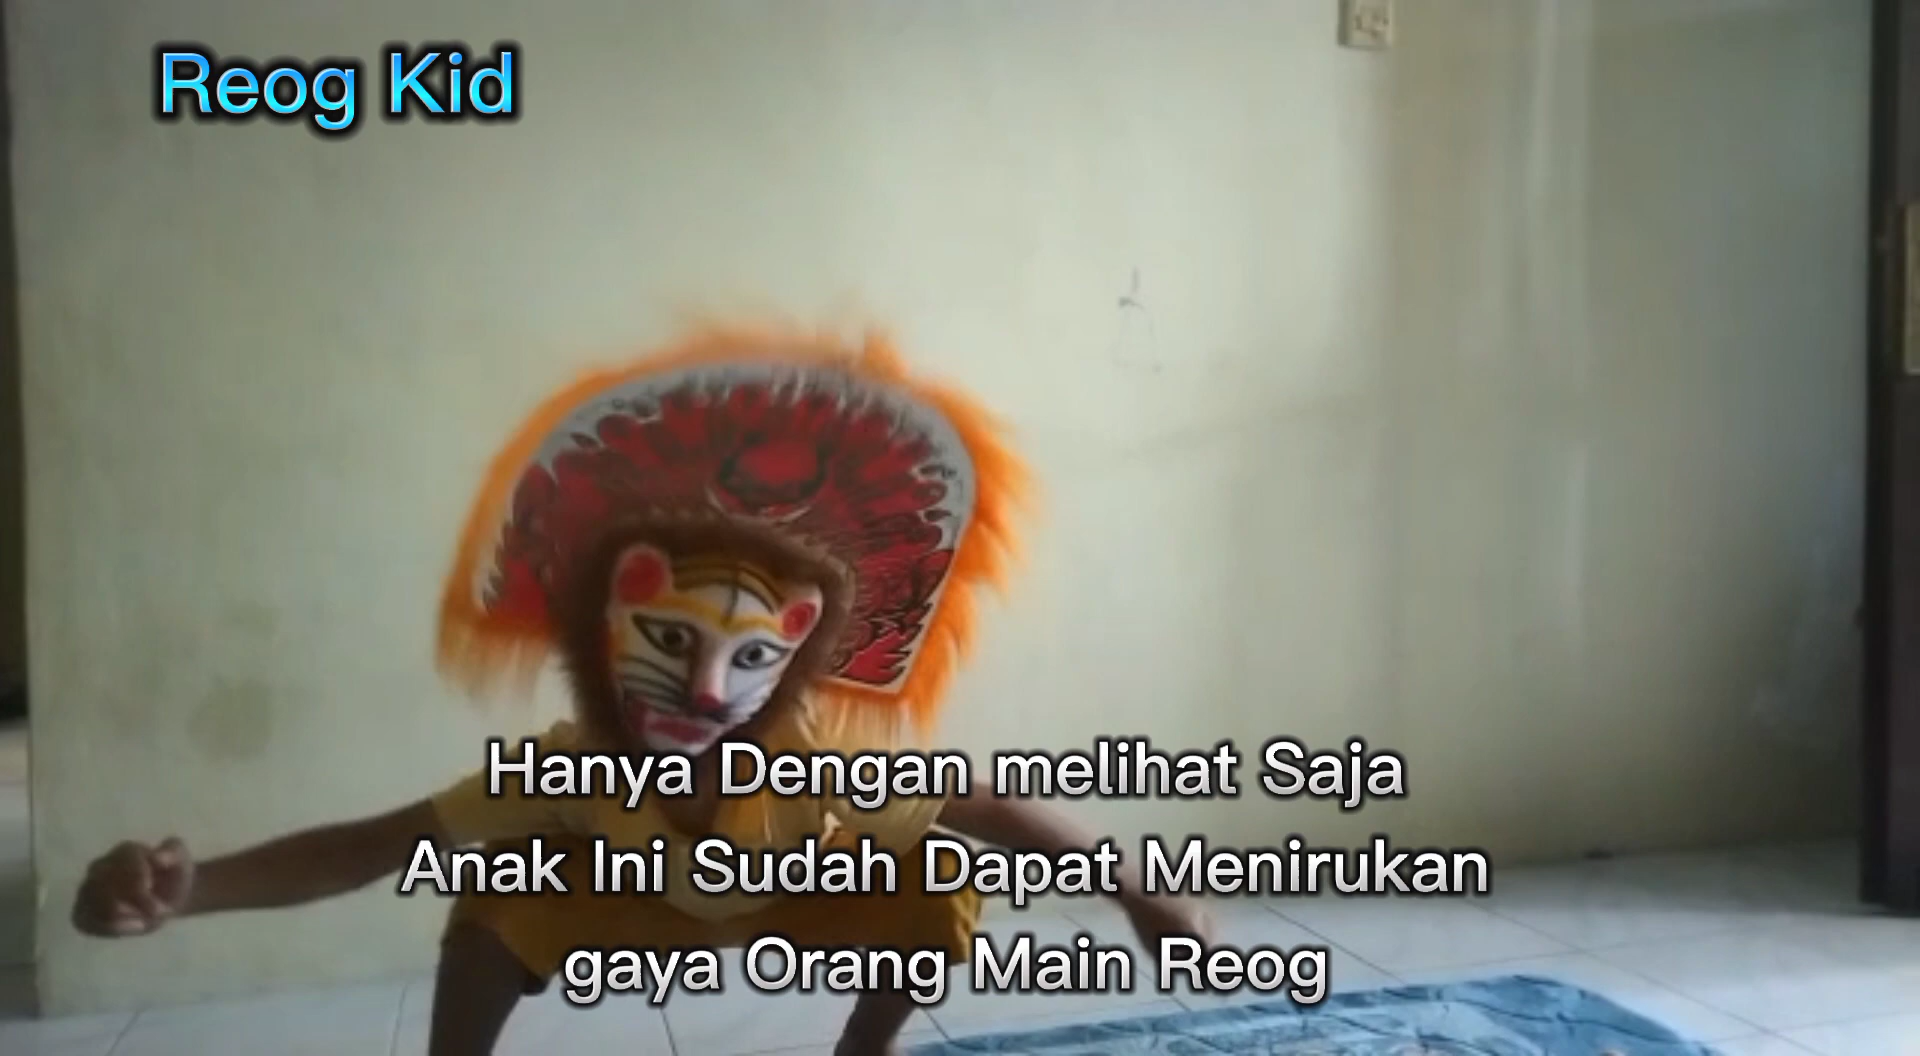 Reog Kid
Hanya Dengan melihat Saja
Anak Ini Sudah Dapat Menirukan
gaya Orang Main Reog